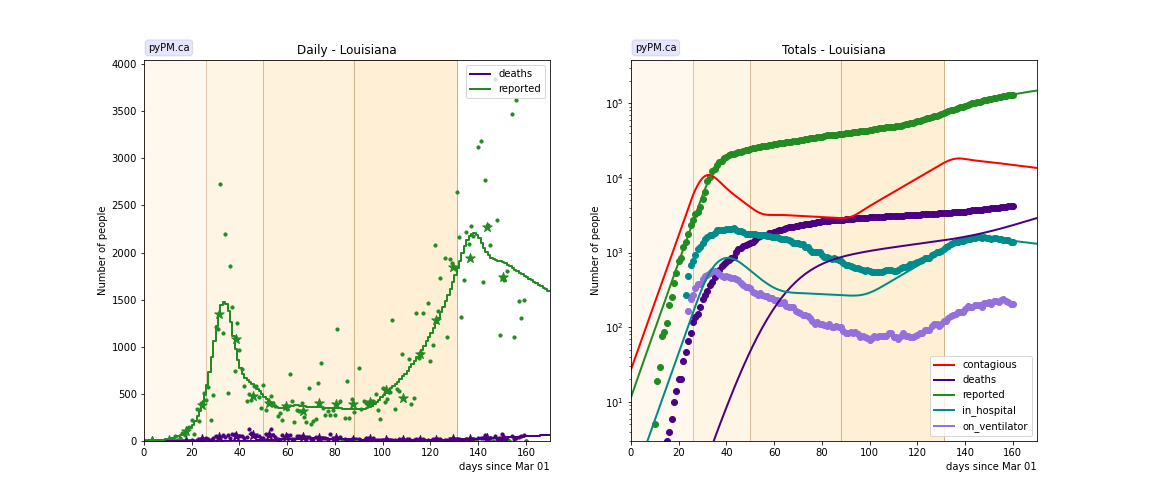 pyPM.ca
Daily - Louisiana
deaths
reported
4000
3500
3000
2500
2000
1500
1000
500
0
Number of people
0 20 40 60 80 100 120 140 160
days since Mar 01
pyPM.ca
Totals - Louisiana
10^5
10^4
10^3
10^2
10^1
Number of people
contagious
deaths
reported
in_hospital
on_ventilator
0 20 40 60 80 100 120 140 160
days since Mar 01